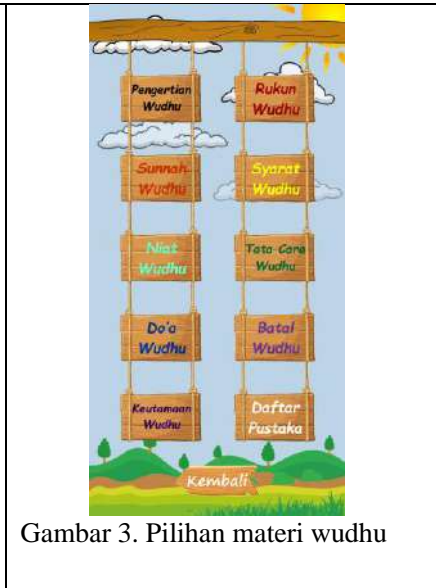 Pengertian
Wudhu
Rukun
Wudhu
Sunnah
Wudhu
Syarat
Wudhu
Niat
Wudhu
Tata Cara
Wudhu
Do'a
Wudhu
Batal
Wudhu
Keutamaan
Wudhu
Daftar
Pustaka
Kembali
Gambar 3. Pilihan materi wudhu